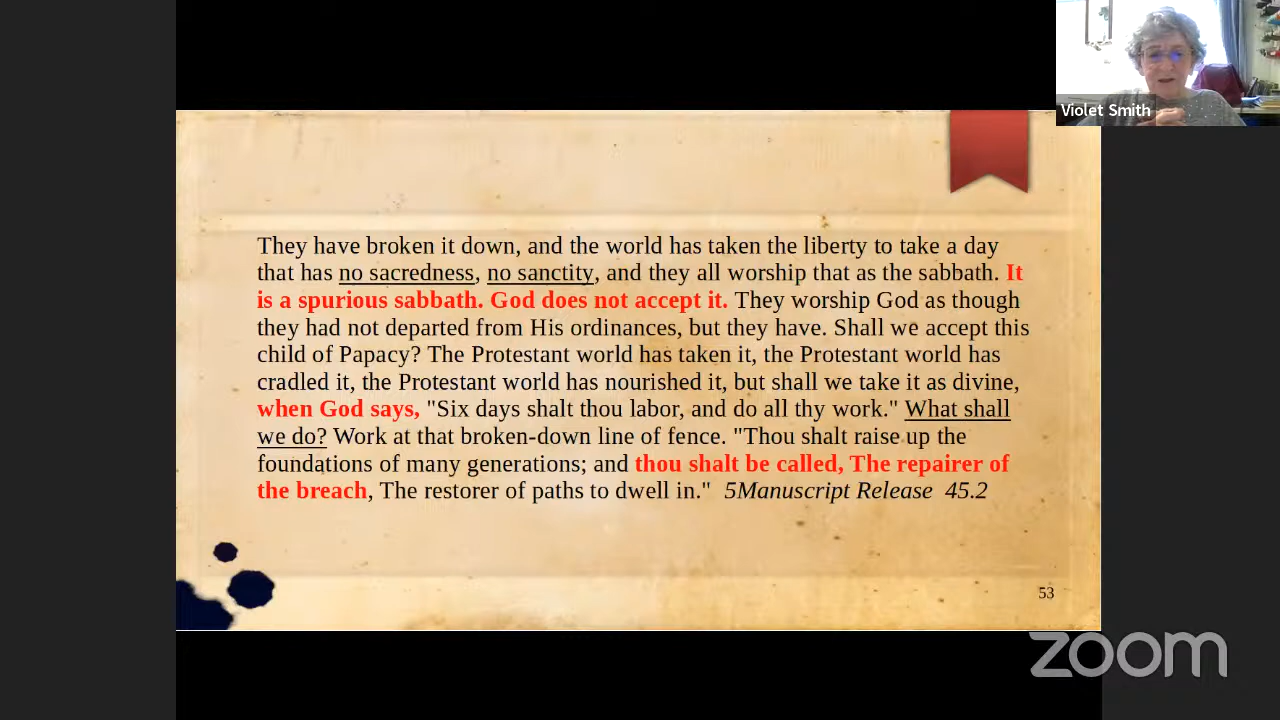 Violet Smith
They have broken it down, and the world has taken the liberty to take a day
that has no sacredness, no sanctity, and they all worship that as the sabbath. It
is a spurious sabbath. God does not accept it. They worship God as though
they had not departed from His ordinances, but they have. Shall we accept this
child of Papacy? The Protestant world has taken it, the Protestant world has
cradled it, the Protestant world has nourished it, but shall we take it as divine,
when God says, "Six days shalt thou labor, and do all thy work." What shall
we do? Work at that broken-down line of fence. "Thou shalt raise up the
foundations of many generations; and thou shalt be called, The repairer of
the breach, The restorer of paths to dwell in." 5Manuscript Release 45.2
53
zoom